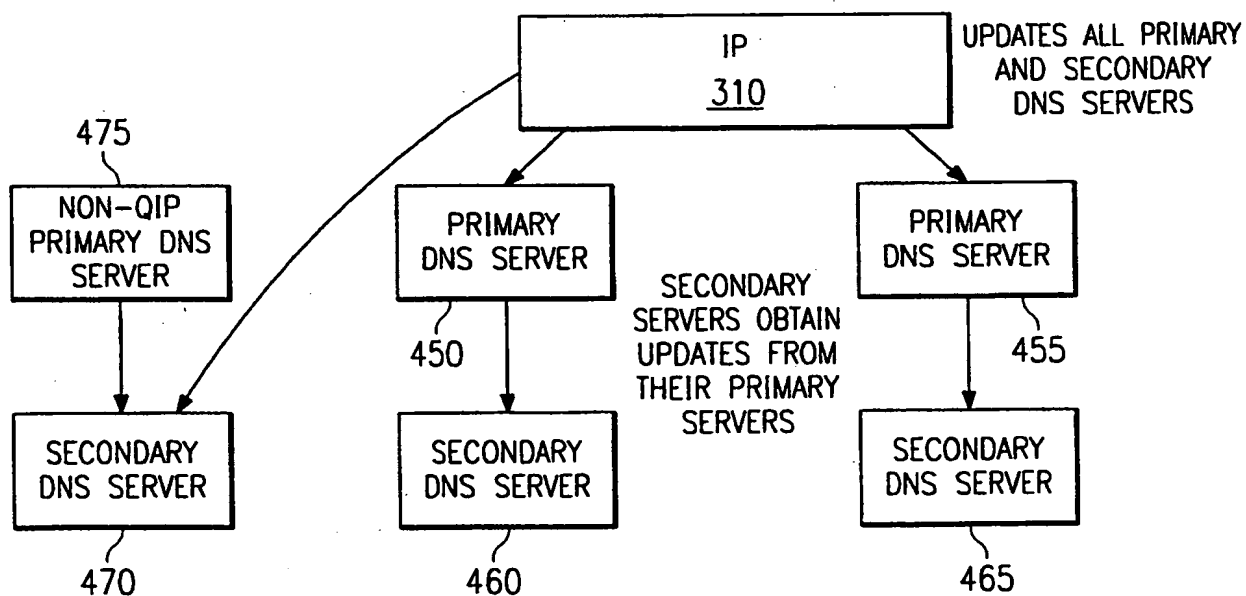 IP
310
UPDATES ALL PRIMARY
AND SECONDARY
DNS SERVERS
475
NON-QIP
PRIMARY DNS
SERVER
PRIMARY
DNS SERVER
450
PRIMARY
DNS SERVER
455
SECONDARY
SERVERS OBTAIN
UPDATES FROM
THEIR PRIMARY
SERVERS
SECONDARY
DNS SERVER
470
SECONDARY
DNS SERVER
460
SECONDARY
DNS SERVER
465